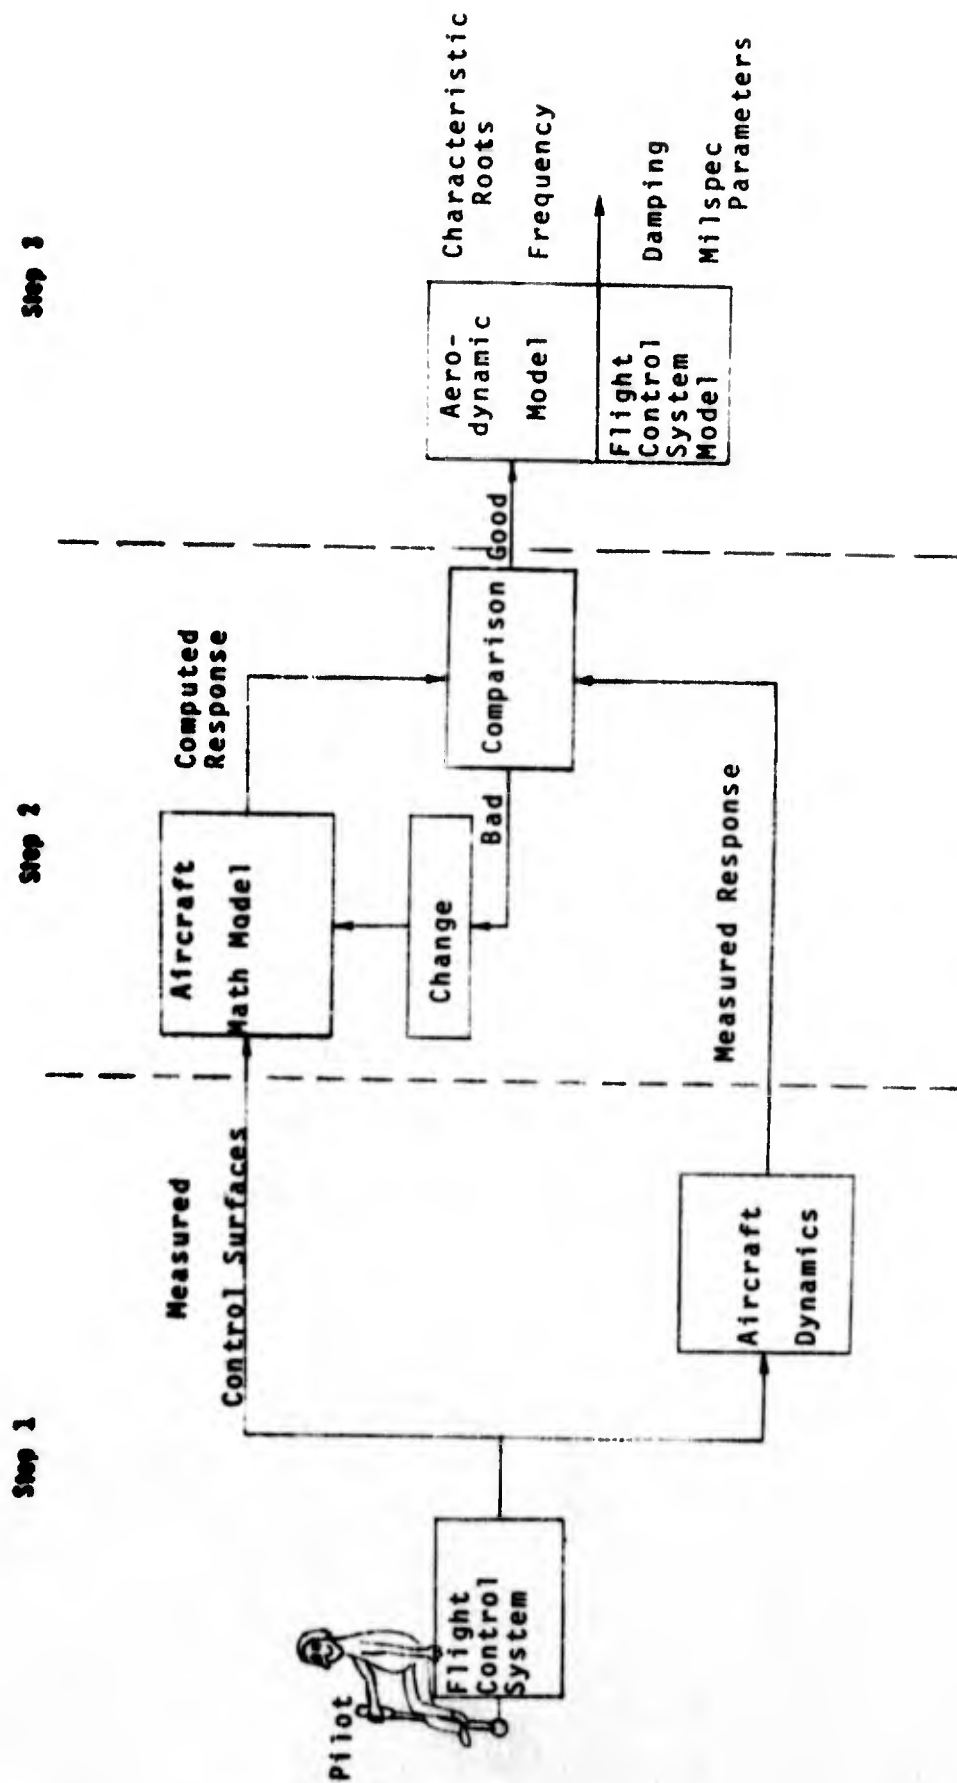 Step 1
Step 2
Step 3
Pilot
Flight
Control
System
Measured
Control Surfaces
Aircraft
Dynamics
Aircraft
Math Model
Change
Computed
Response
Bad
Comparison
Good
Measured Response
Aero-
dynamic
Model
Flight
Control
System
Model
Characteristic
Roots
Frequency
Damping
Milspec
Parameters